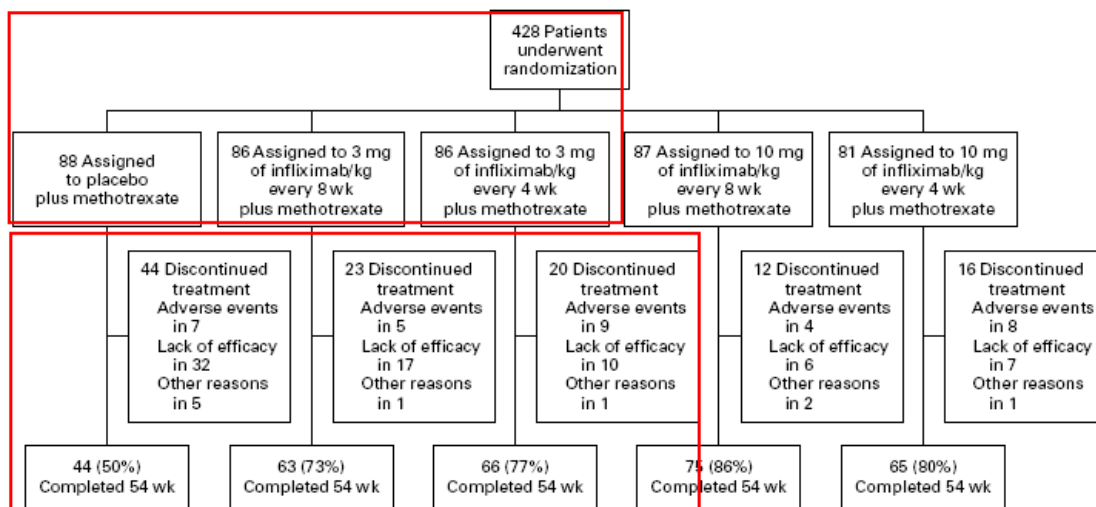 428 Patients
underwent
randomization
88 Assigned
to placebo
plus methotrexate
86 Assigned to 3 mg
of infliximab/kg
every 8 wk
plus methotrexate
86 Assigned to 3 mg
of infliximab/kg
every 4 wk
plus methotrexate
87 Assigned to 10 mg
of infliximab/kg
every 8 wk
plus methotrexate
81 Assigned to 10 mg
of infliximab/kg
every 4 wk
plus methotrexate
44 Discontinued
treatment
Adverse events
in 7
Lack of efficacy
in 32
Other reasons
in 5
23 Discontinued
treatment
Adverse events
in 5
Lack of efficacy
in 17
Other reasons
in 1
20 Discontinued
treatment
Adverse events
in 9
Lack of efficacy
in 10
Other reasons
in 1
12 Discontinued
treatment
Adverse events
in 4
Lack of efficacy
in 6
Other reasons
in 2
16 Discontinued
treatment
Adverse events
in 8
Lack of efficacy
in 7
Other reasons
in 1
44 (50%)
Completed 54 wk
63 (73%)
Completed 54 wk
66 (77%)
Completed 54 wk
75 (86%)
Completed 54 wk
65 (80%)
Completed 54 wk